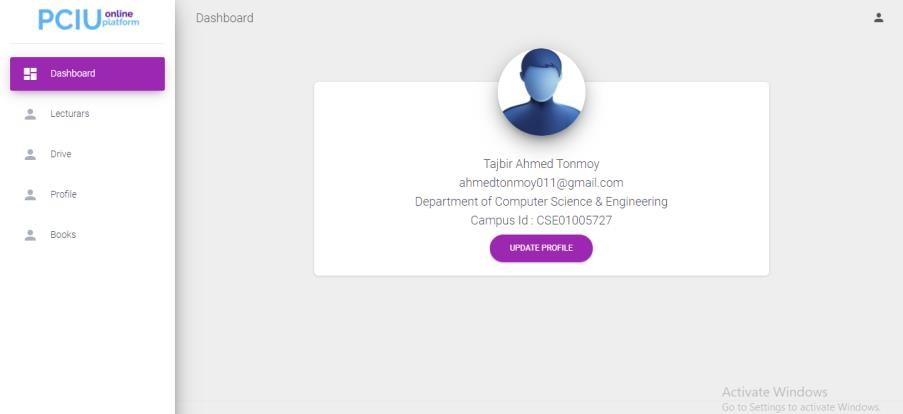 PCIU online platform
Dashboard
Dashboard
Lecturars
Drive
Profile
Books
Tajbir Ahmed Tonmoy
ahmedtonmoy011@gmail.com
Department of Computer Science & Engineering
Campus Id : CSE01005727
UPDATE PROFILE
Activate Windows
Go to Settings to activate Windows.